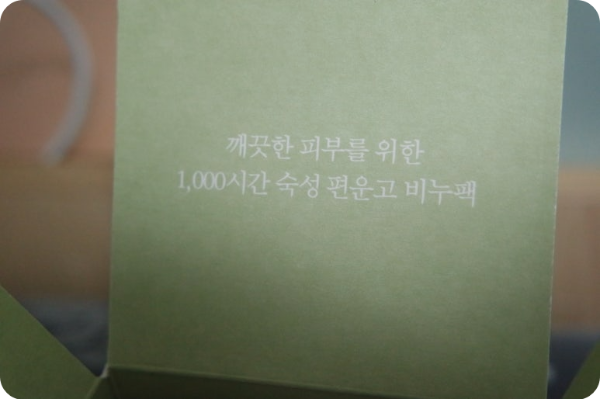 깨끗한 피부를 위한
1,000시간 숙성 편운고 비누팩